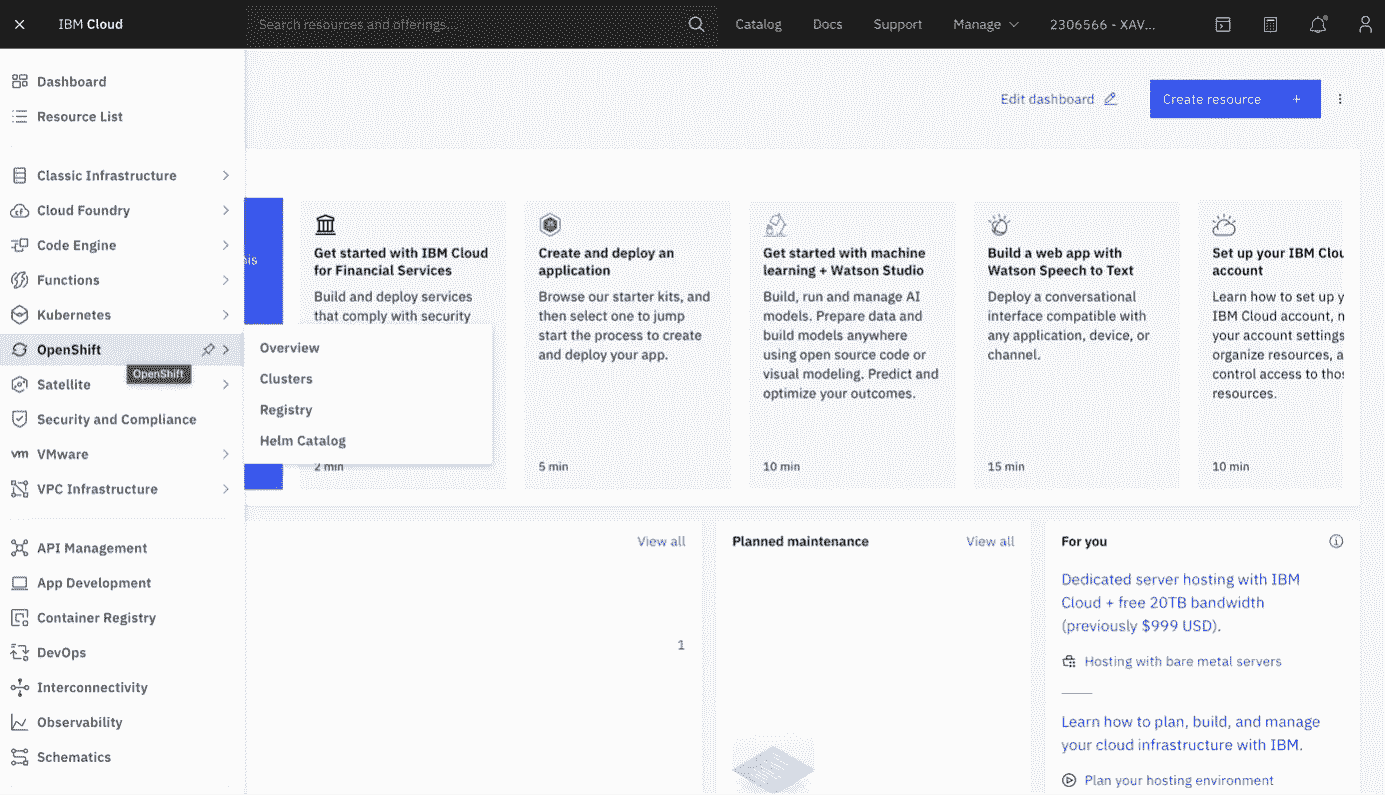 IBM Cloud
Search resources and offerings...
Catalog
Docs
Support
Manage
2306566 - XAV...
Dashboard
Resource List
Classic Infrastructure
Cloud Foundry
Code Engine
Functions
Kubernetes
OpenShift
OpenShift
Satellite
Security and Compliance
VMware
VPC Infrastructure
API Management
App Development
Container Registry
DevOps
Interconnectivity
Observability
Schematics
Overview
Clusters
Registry
Helm Catalog
Edit dashboard
Create resource +
Get started with IBM Cloud
for Financial Services
Build and deploy services
that comply with security
2 min
Create and deploy an
application
Browse our starter kits, and
then select one to jump
start the process to create
and deploy your app.
5 min
Get started with machine
learning + Watson Studio
Build, run and manage AI
models. Prepare data and
build models anywhere
using open source code or
visual modeling. Predict and
optimize your outcomes.
10 min
Build a web app with
Watson Speech to Text
Deploy a conversational
interface compatible with
any application, device, or
channel.
15 min
Set up your IBM Clou
account
Learn how to set up y
IBM Cloud account, m
your account settings
organize resources, a
control access to thos
resources.
10 min
View all
1
Planned maintenance
View all
For you
Dedicated server hosting with IBM
Cloud + free 20TB bandwidth
(previously $999 USD).
Hosting with bare metal servers
Learn how to plan, build, and manage
your cloud infrastructure with IBM.
Plan your hosting environment